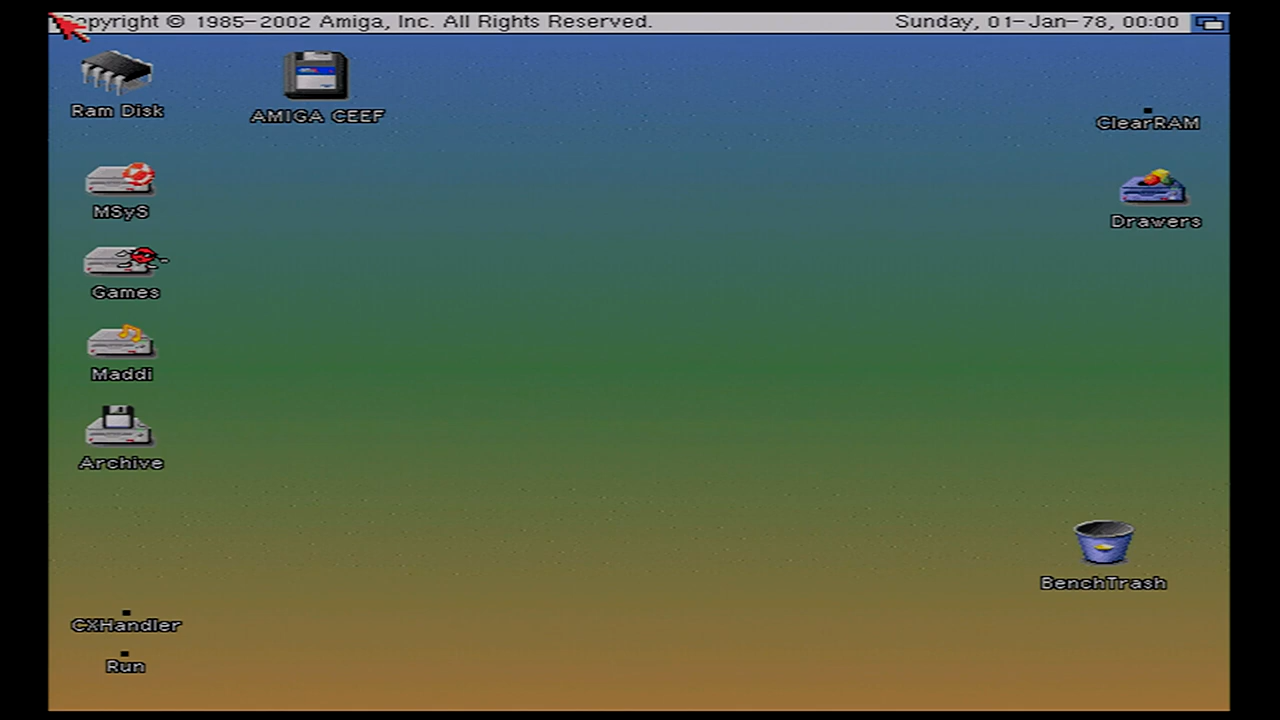 opyright © 1985-2002 Amiga, Inc. All Rights Reserved. Sunday, 01-Jan-78, 00:00
Ram Disk
AMIGA CEEF
ClearRAM
MSyS
Drawers
Games
Maddi
Archive
BenchTrash
CXHandler
Run